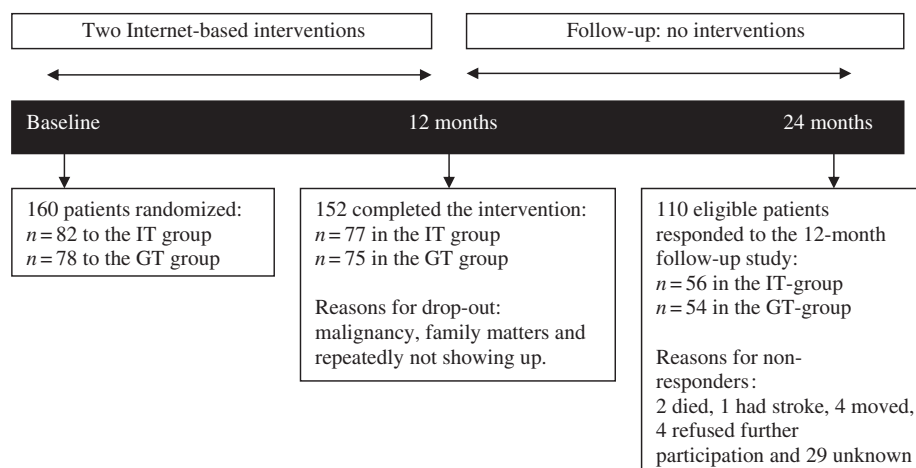 Two Internet-based interventions
Follow-up: no interventions
Baseline
12 months
24 months
160 patients randomized:
n = 82 to the IT group
n = 78 to the GT group
152 completed the intervention:
n = 77 in the IT group
n = 75 in the GT group
Reasons for drop-out:
malignancy, family matters and
repeatedly not showing up.
110 eligible patients
responded to the 12-month
follow-up study:
n = 56 in the IT-group
n = 54 in the GT-group
Reasons for non-
responders:
2 died, 1 had stroke, 4 moved,
4 refused further
participation and 29 unknown